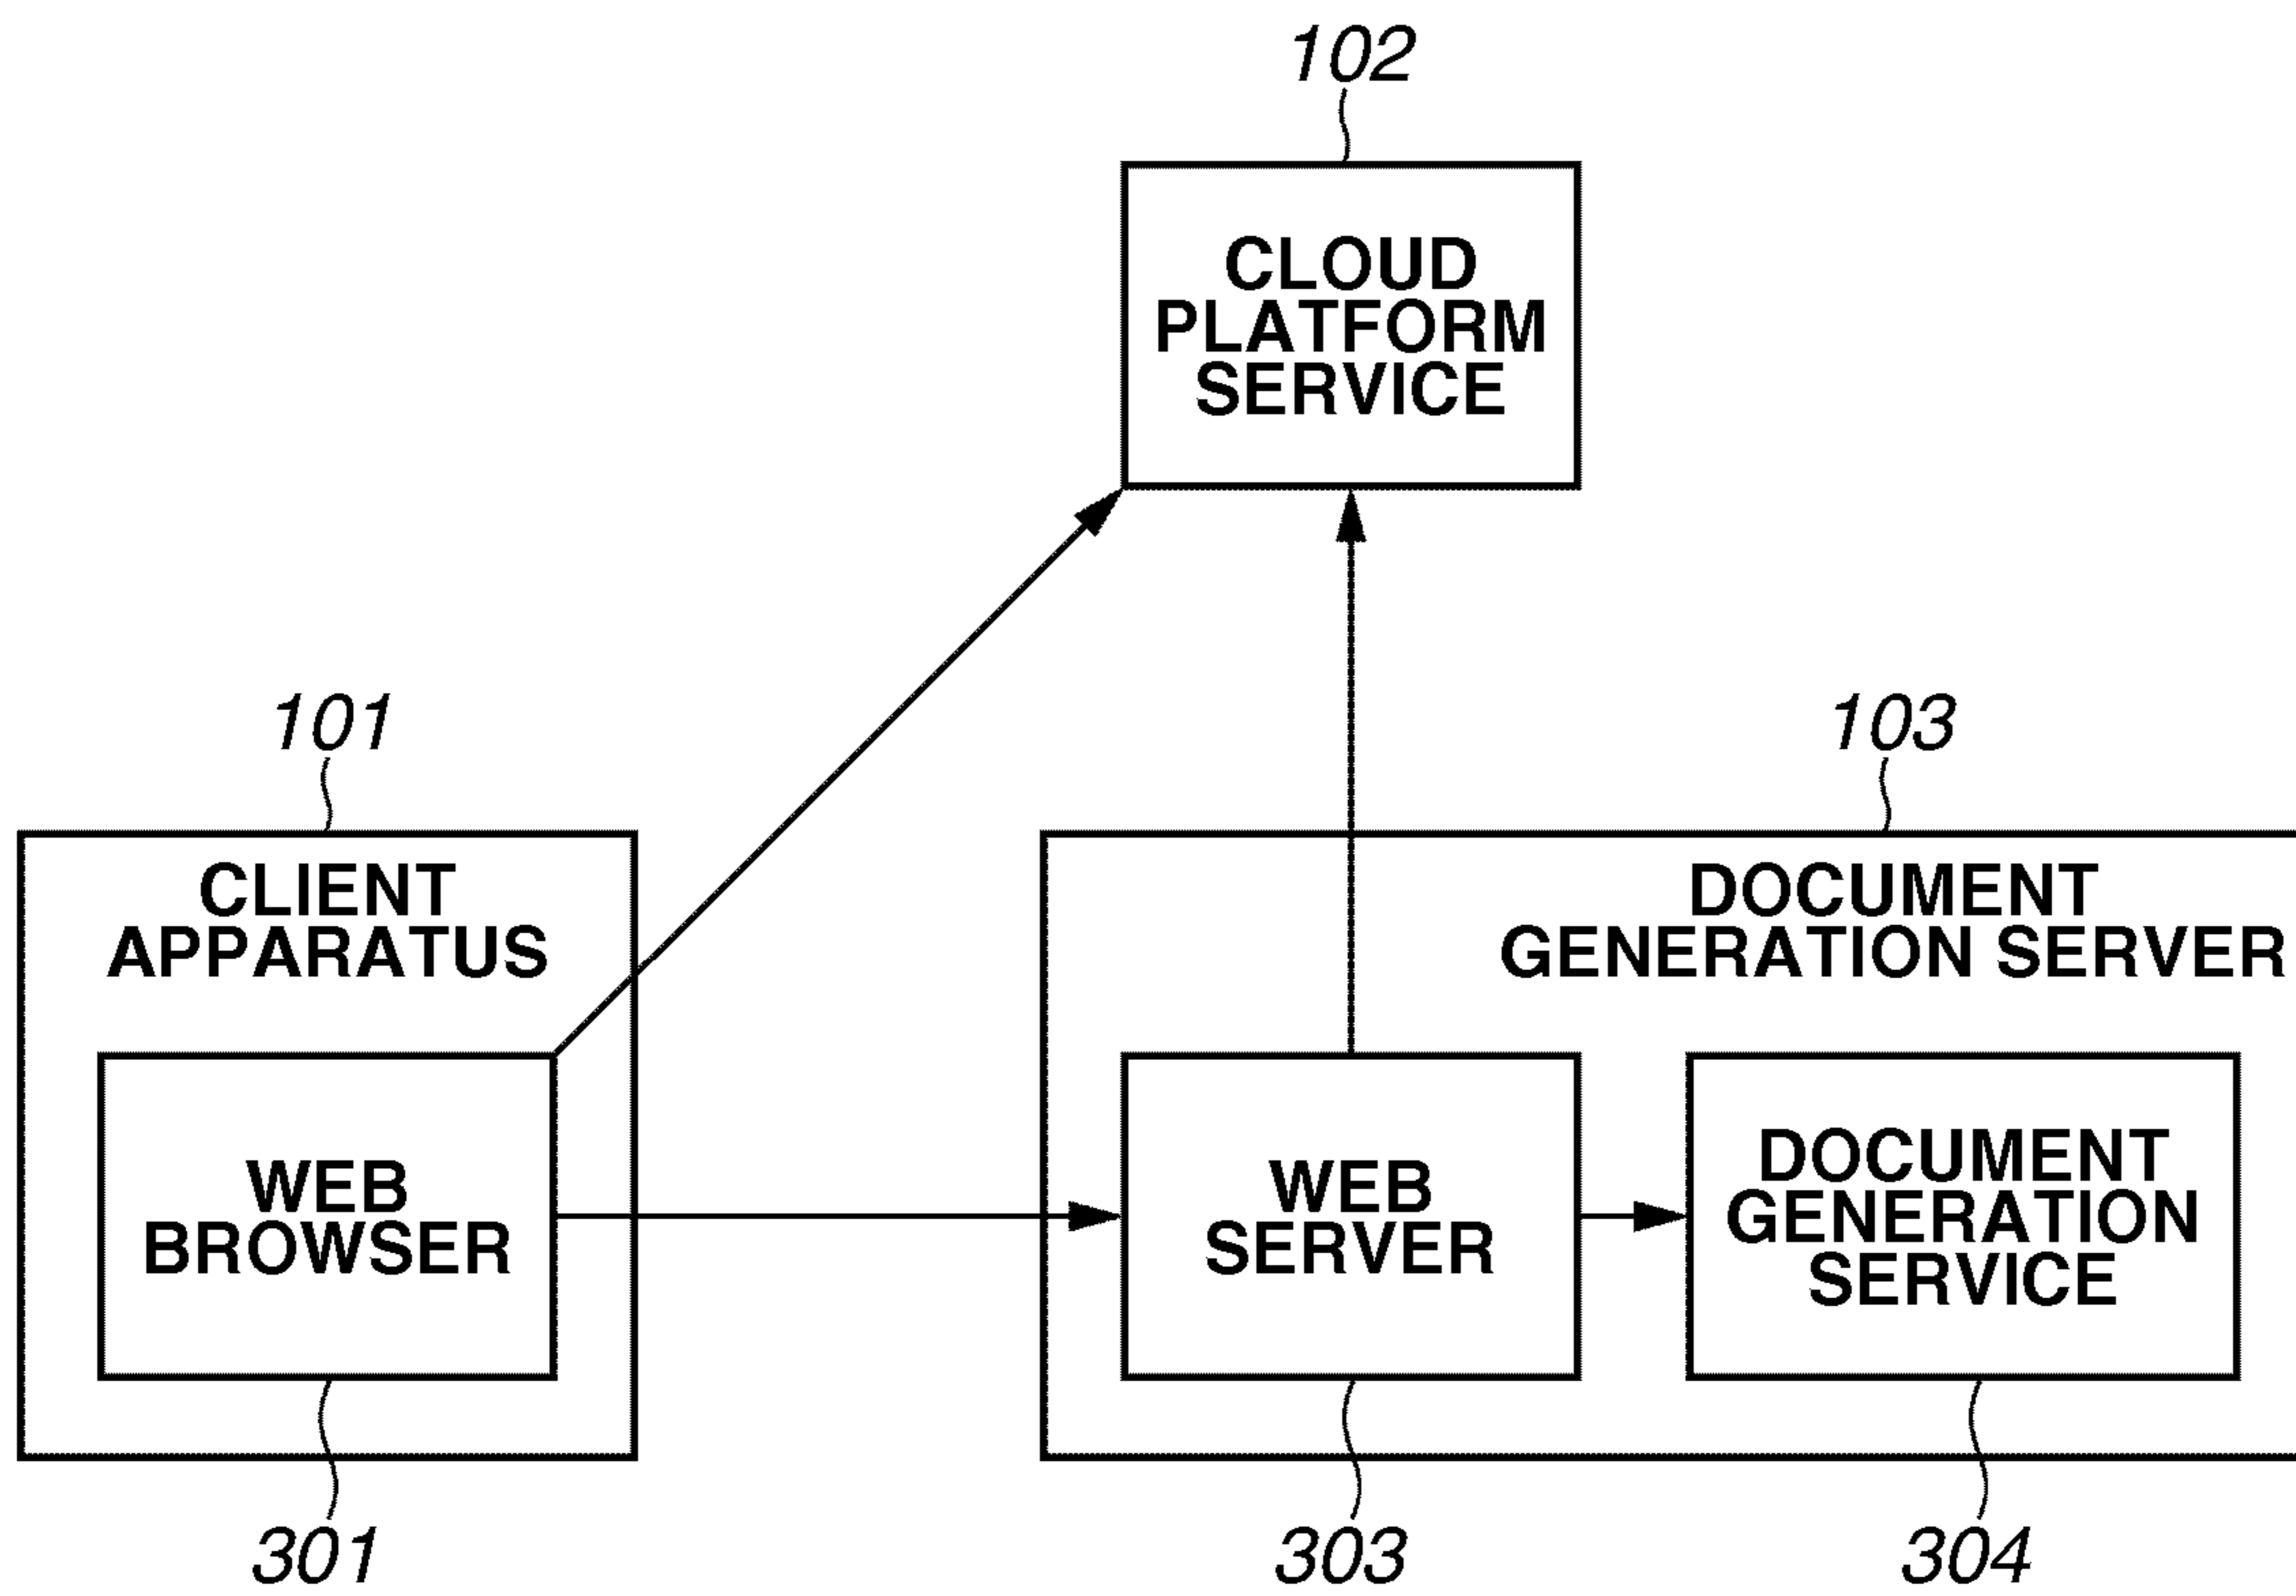 102
CLOUD
PLATFORM
SERVICE
101
CLIENT
APPARATUS
WEB
BROWSER
301
103
DOCUMENT
GENERATION SERVER
WEB
SERVER
303
DOCUMENT
GENERATION
SERVICE
304